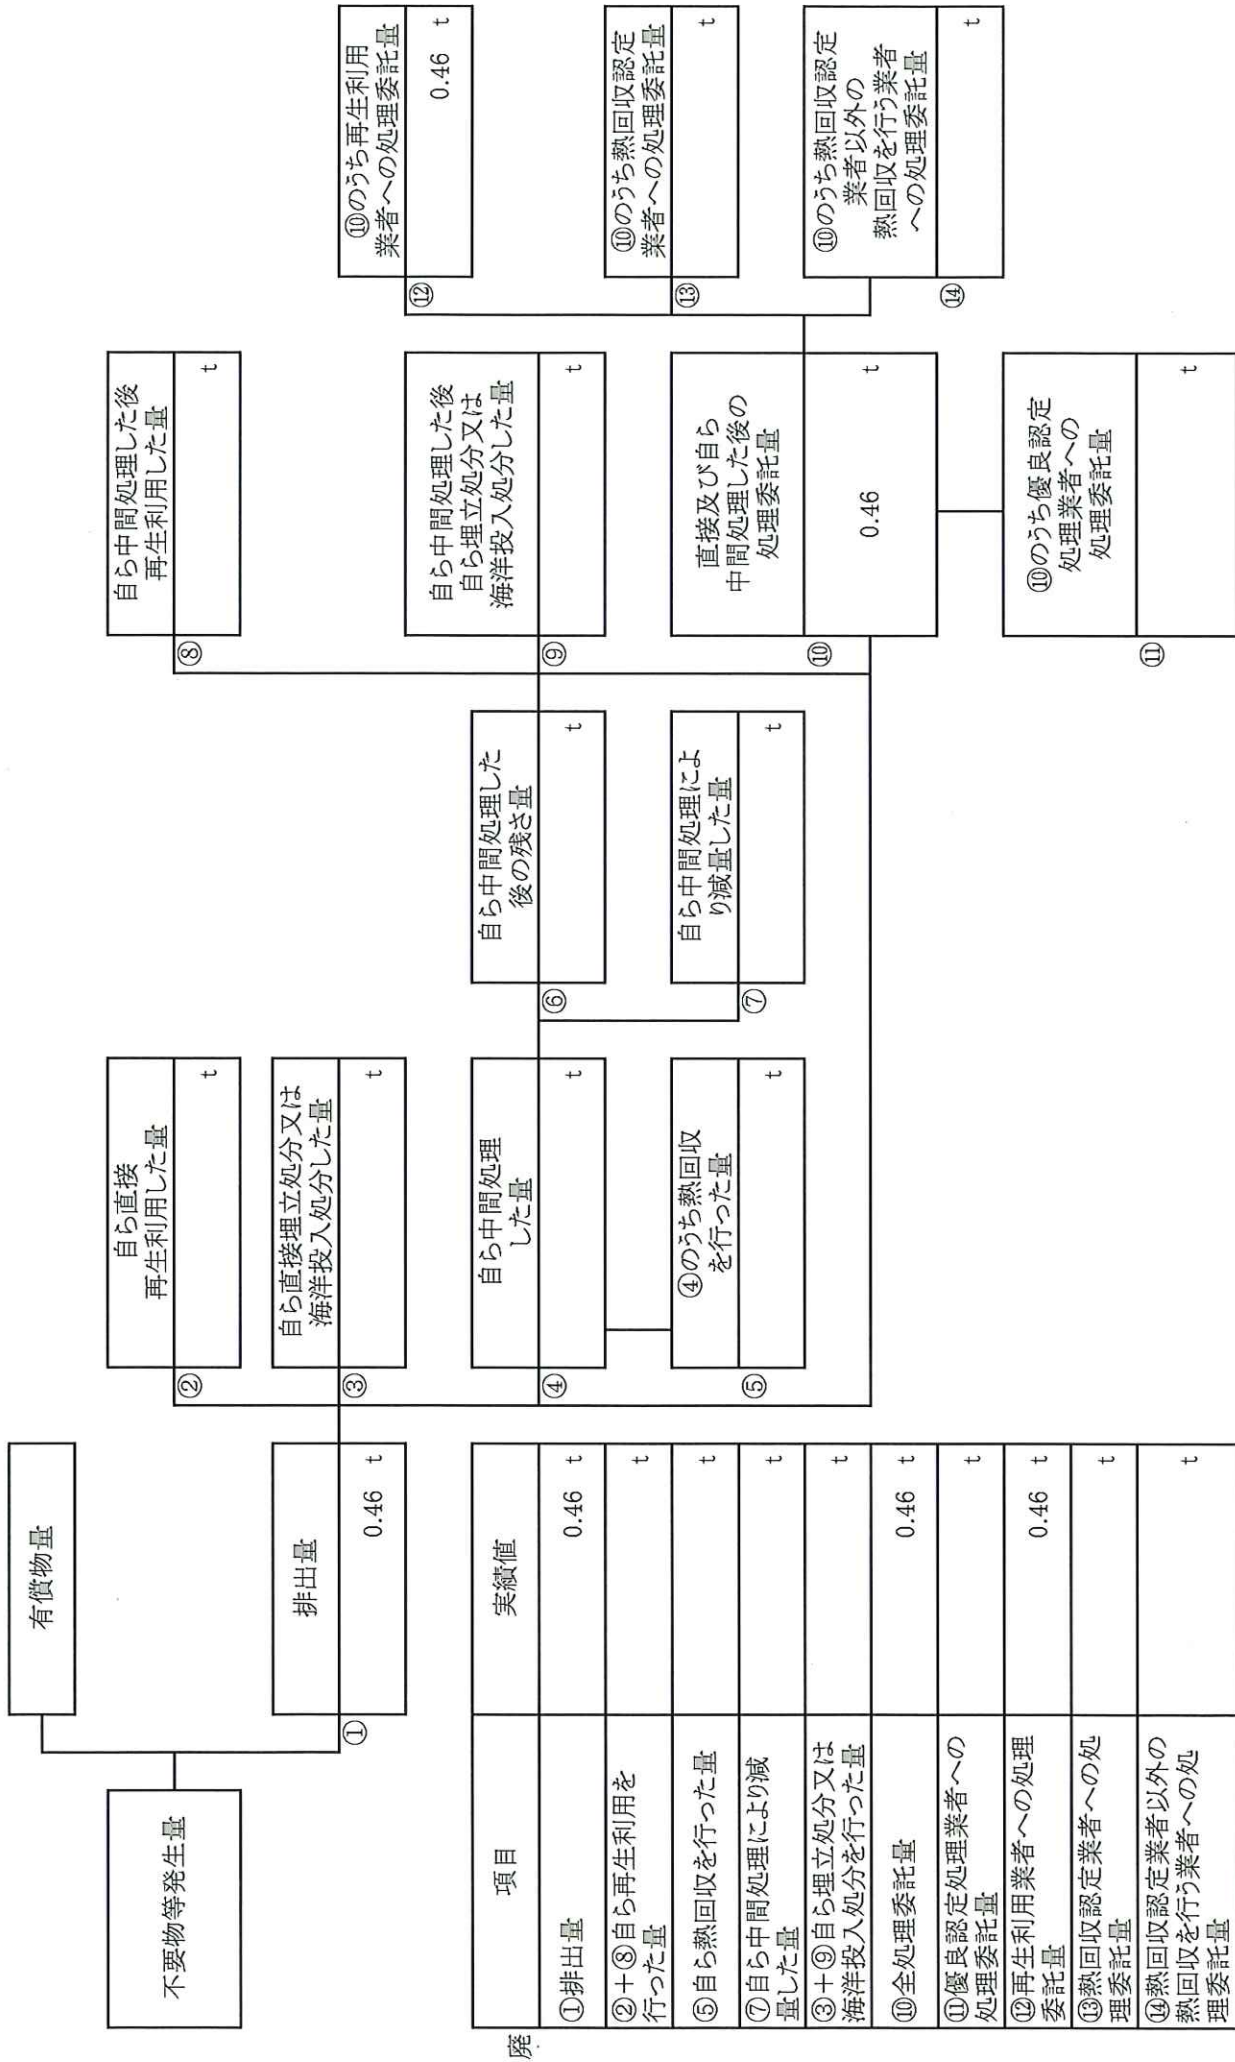 不要物等発生量
有償物量
排出量
①
0.46 t
自ら直接
再生利用した量
②
t
自ら直接埋立処分又は
海洋投入処分した量
③
t
自ら中間処理
した量
④
t
④のうち熱回収
を行った量
⑤
t
自ら中間処理した
後の残さ量
⑥
t
自ら中間処理によ
り減量した量
⑦
t
自ら中間処理した後
再生利用した量
⑧
t
自ら中間処理した後
自ら埋立処分又は
海洋投入処分した量
⑨
t
直接及び自ら
中間処理した後の
処理委託量
⑩
0.46 t
⑩のうち優良認定
処理業者への
処理委託量
⑪
t
⑩のうち再生利用
業者への処理委託量
⑫
0.46 t
⑩のうち熱回収認定
業者への処理委託量
⑬
t
⑩のうち熱回収認定
業者以外の
熱回収を行う業者
への処理委託量
⑭
t
廃
項目 実績値
①排出量 0.46 t
②+⑧自ら再生利用を
行った量 t
⑤自ら熱回収を行った量 t
⑦自ら中間処理により減
量した量 t
③+⑨自ら埋立処分又は
海洋投入処分を行った量 t
⑩全処理委託量 0.46 t
⑪優良認定処理業者への
処理委託量 t
⑫再生利用業者への処理
委託量 0.46 t
⑬熱回収認定業者への処
理委託量 t
⑭熱回収認定業者以外の
熱回収を行う業者への処
理委託量 t